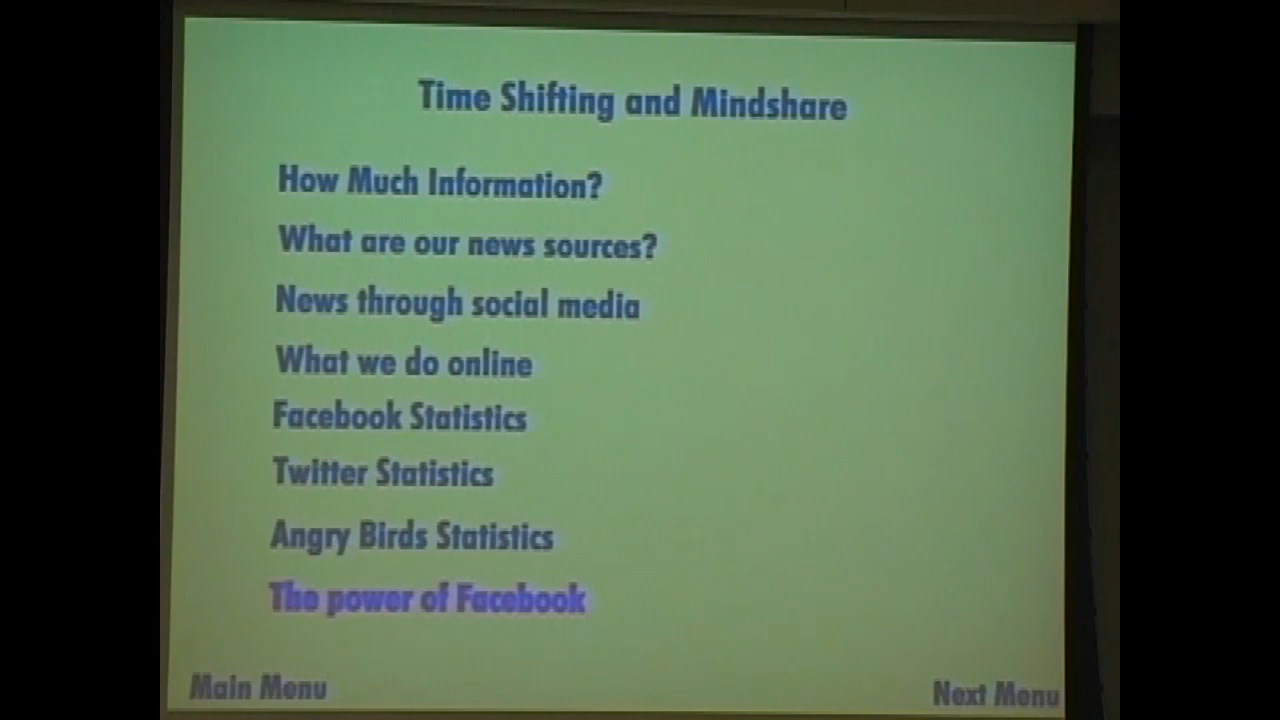 Time Shifting and Mindshare
How Much Information?
What are our news sources?
News through social media
What we do online
Facebook Statistics
Twitter Statistics
Angry Birds Statistics
The power of Facebook
Main Menu
Next Menu